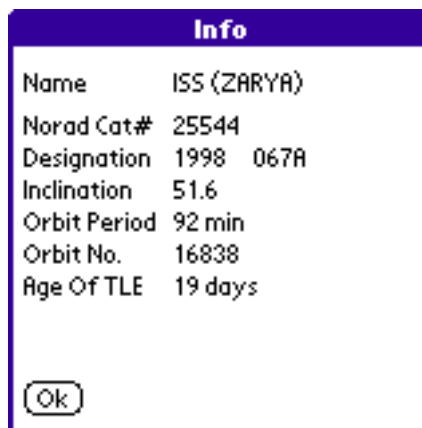 Info
Name ISS (ZARYA)
Norad Cat# 25544
Designation 1998 067A
Inclination 51.6
Orbit Period 92 min
Orbit No. 16838
Age Of TLE 19 days
Ok